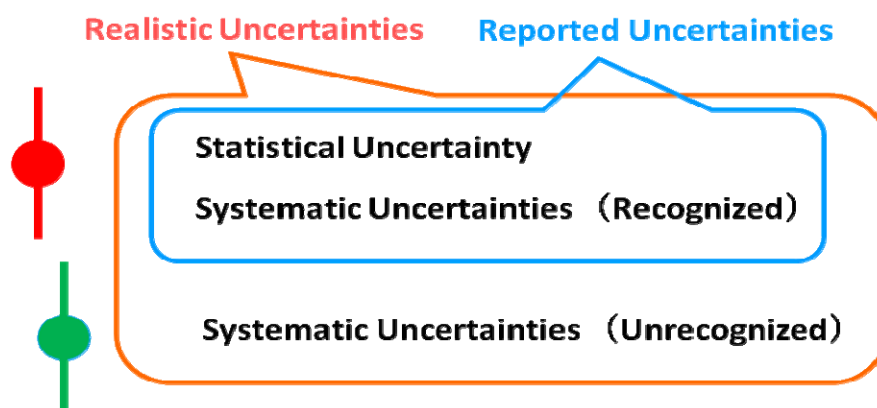 Realistic Uncertainties
Reported Uncertainties
Statistical Uncertainty
Systematic Uncertainties （Recognized）
Systematic Uncertainties （Unrecognized）